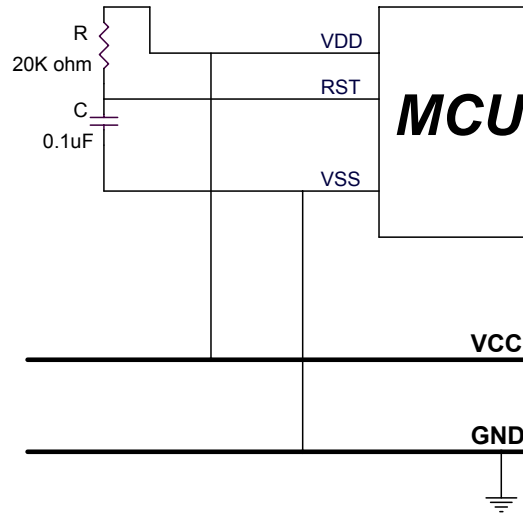 R
20K ohm
C
0.1uF
VDD
RST
VSS
MCU
VCC
GND